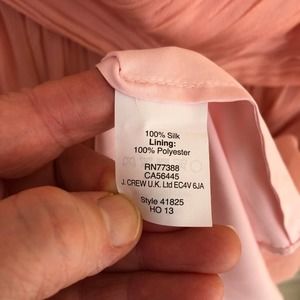 100% Silk
Lining:
100% Polyester
RN77388
CA56445
J. CREW U.K. Ltd EC4V 6JA
Style 41825
HO 13